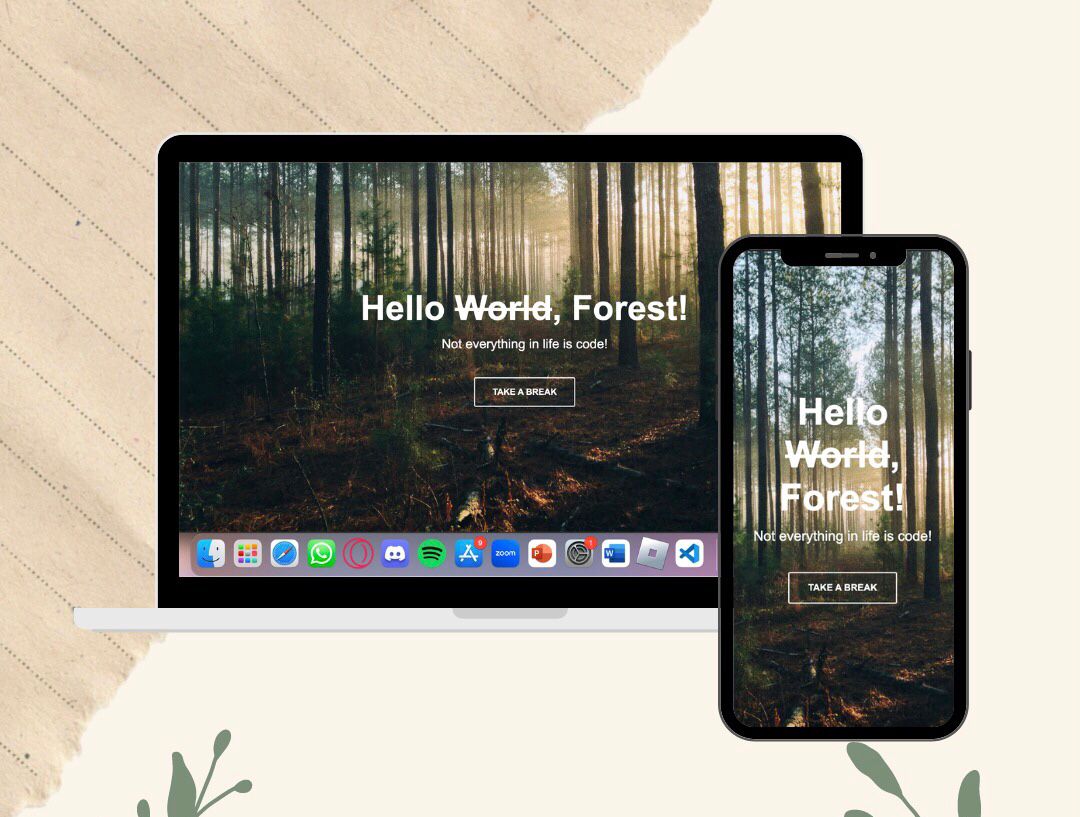 Hello ~~World~~, Forest!
Not everything in life is code!
TAKE A BREAK
9
zoom
P
1
W
Hello
~~World~~,
Forest!
Not everything in life is code!
TAKE A BREAK